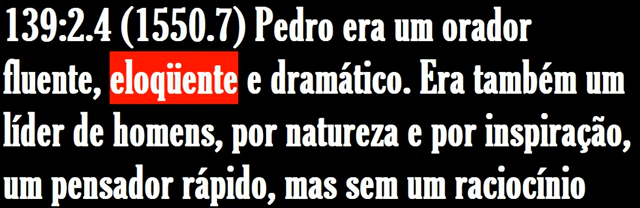 139:2.4 (1550.7) Pedro era um orador
fluente, eloqüente e dramático. Era também um
líder de homens, por natureza e por inspiração,
um pensador rápido, mas sem um raciocínio